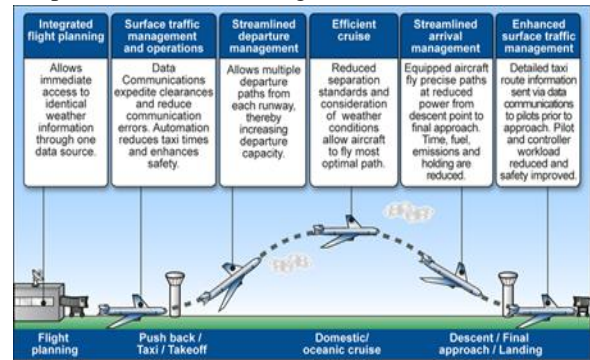 Integrated
flight planning
Allows
immediate
access to
identical
weather
information
through one
data source.
Surface traffic
management
and operations
Data
Communications
expedite clearances
and reduce
communication
errors. Automation
reduces taxi times
and enhances
safety.
Streamlined
departure
management
Allows multiple
departure
paths from
each runway,
thereby
increasing
departure
capacity.
Efficient
cruise
Reduced
separation
standards and
consideration
of weather
conditions
allow aircraft
to fly most
optimal path.
Streamlined
arrival
management
Equipped aircraft
fly precise paths
at reduced
power from
descent point to
final approach.
Time, fuel,
emissions and
holding are
reduced.
Enhanced
surface traffic
management
Detailed taxi
route information
sent via data
communications
to pilots prior to
approach. Pilot
and controller
workload
reduced and
safety improved.
Flight
planning
Push back /
Taxi / Takeoff
Domestic/
oceanic cruise
Descent / Final
approach / Landing